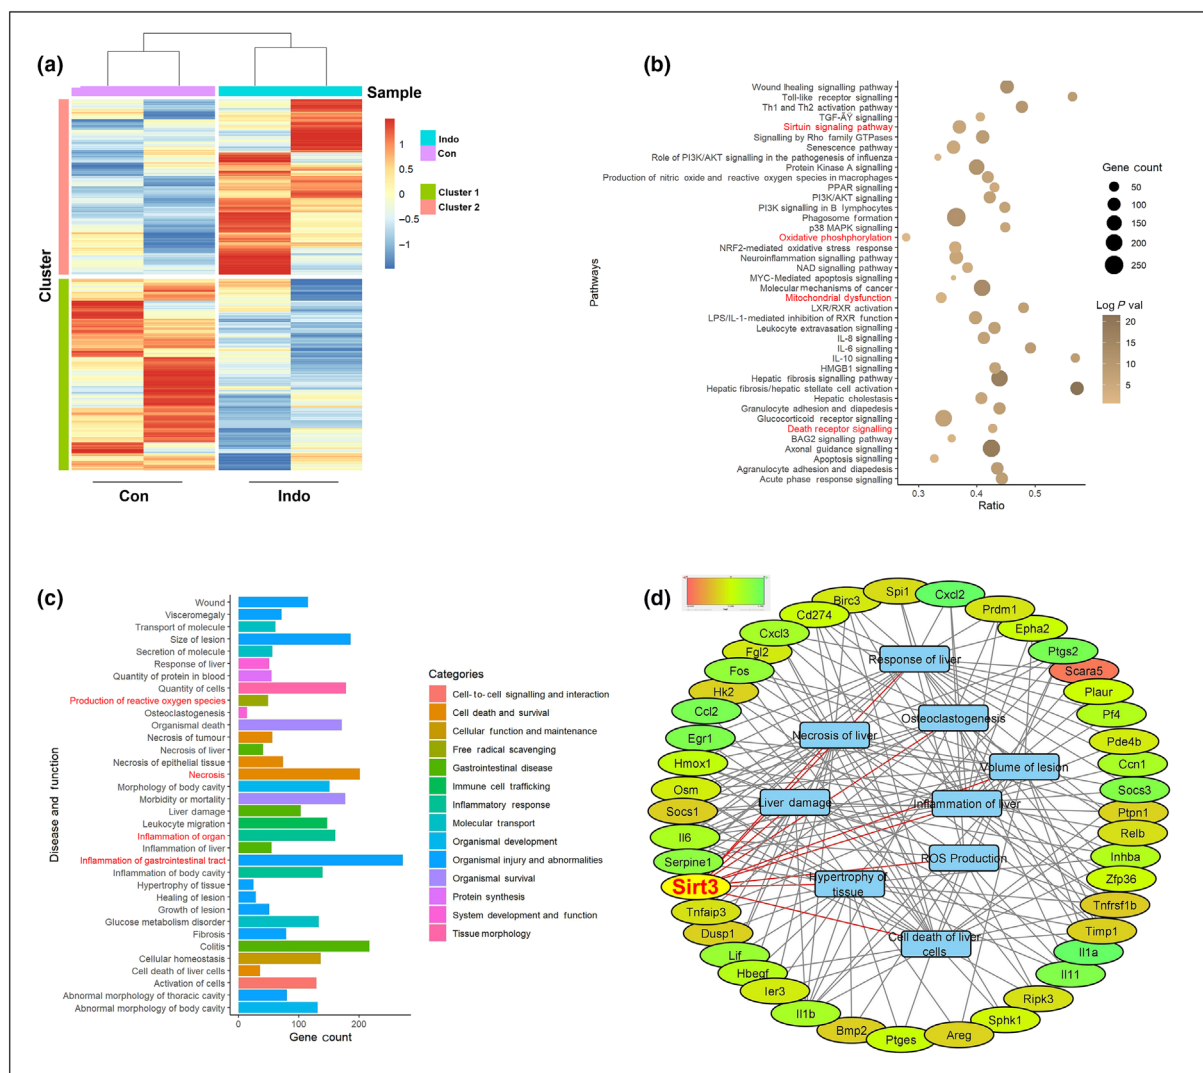 (a)
Sample
1
0.5
0
−0.5
−1
Indo
Con
Cluster 1
Cluster 2
Cluster
Con
Indo
(b)
Wound lhealing signalling pathway
Toll-like receptor signalling
Th1 and Th2 activation pathway
TGF-ÃŸ signalling
Sirtuin signaling pathway
Signalling by Rho family GTPases
Senescence pathway
Role of PI3K/AKT signalling in the pathogenesis of influenza
Protein Kinase A signalling
Production of nitric oxide and reactive oxygen species in macrophages
PPAR signalling
PI3K/AKT signalling
PI3K signalling in B lymphocytes
Phagosome formation
p38 MAPK signalling
Oxidative phoshphorylation
NRF2-mediated oxidative stress response
Neuroinflammation signalling pathway
NAD signalling pathway
MYC-Mediated apoptosis signalling
Molecular mechanisms of cancer
Mitochondrial dysfunction
LXR/RXR activation
LPS/IL-1-mediated inhibition of RXR function
Leukocyte extravasation signalling
IL-8 signalling
IL-6 signalling
IL-10 signalling
HMGB1 signalling
Hepatic fibrosis signalling pathway
Hepatic fibrosis/hepatic stellate cell activation
Hepatic cholestasis
Granulocyte adhesion and diapedesis
Gluccorticoid receptor signalling
Death receptor signalling
BAG2 signalling pathway
Axonal guidance signalling
Apoptosis signalling
Agranulocyte adhesion and diapedesis
Acute phase response signalling
Pathways
0.3
0.4
0.5
Ratio
Gene count
50
100
150
200
250
Log P val
20
15
10
5
(c)
Wound
Visceromegaly
Transport of molecule
Size of lesion
Secretion of molecule
Response of liver
Quantity of protein in blood
Quantity of cells
Production of reactive oxygen species
Osteoclastogenesis
Organismal death
Necrosis of tumour
Necrosis of liver
Necrosis of epithelial tissue
Necrosis
Morphology of body cavity
Morbidity or mortality
Liver damage
Leukocyte migration
Inflammation of organ
Inflammation of liver
Inflammation of gastrointestinal tract
Inflammation of body cavity
Hypertrophy of tissue
Healing of lesion
Growth of lesion
Glucose metabolism disorder
Fibrosis
Colitis
Cellular homeostasis
Cell death of liver cells
Activation of cells
Abnormal morphology of thoracic cavity
Abnormal morphology of body cavity
Disease and function
0
100
200
Gene count
Categories
Cell-to-cell signalling and interaction
Cell death and survival
Cellular function and maintenance
Free radical scavenging
Gastrointestinal disease
Immune cell trafficking
Inflammatory response
Molecular transport
Organismal development
Organismal injury and abnormalities
Organismal survival
Protein synthesis
System development and function
Tissue morphology
(d)
Spi1
Cxcl2
Birc3
Prdm1
Cd274
Epha2
Cxcl3
Ptgs2
Fgl2
Fos
Scara5
Hk2
Plaur
Ccl2
Pf4
Egr1
Pde4b
Hmox1
Ccn1
Osm
Socs3
Socs1
Ptpn1
Il6
Relb
Serpine1
Inhba
Sirt3
Zfp36
Tnfaip3
Tnfrsf1b
Dusp1
Timp1
Lif
Il1a
Hbegf
Il11
Ier3
Ripk3
Il1b
Sphk1
Bmp2
Areg
Ptges
Response of liver
Osteoclastogenesis
Necrosis of liver
Volume of lesion
Liver damage
Inflammation of liver
ROS Production
Hypertrophy of
tissue
Cell death of liver
cells